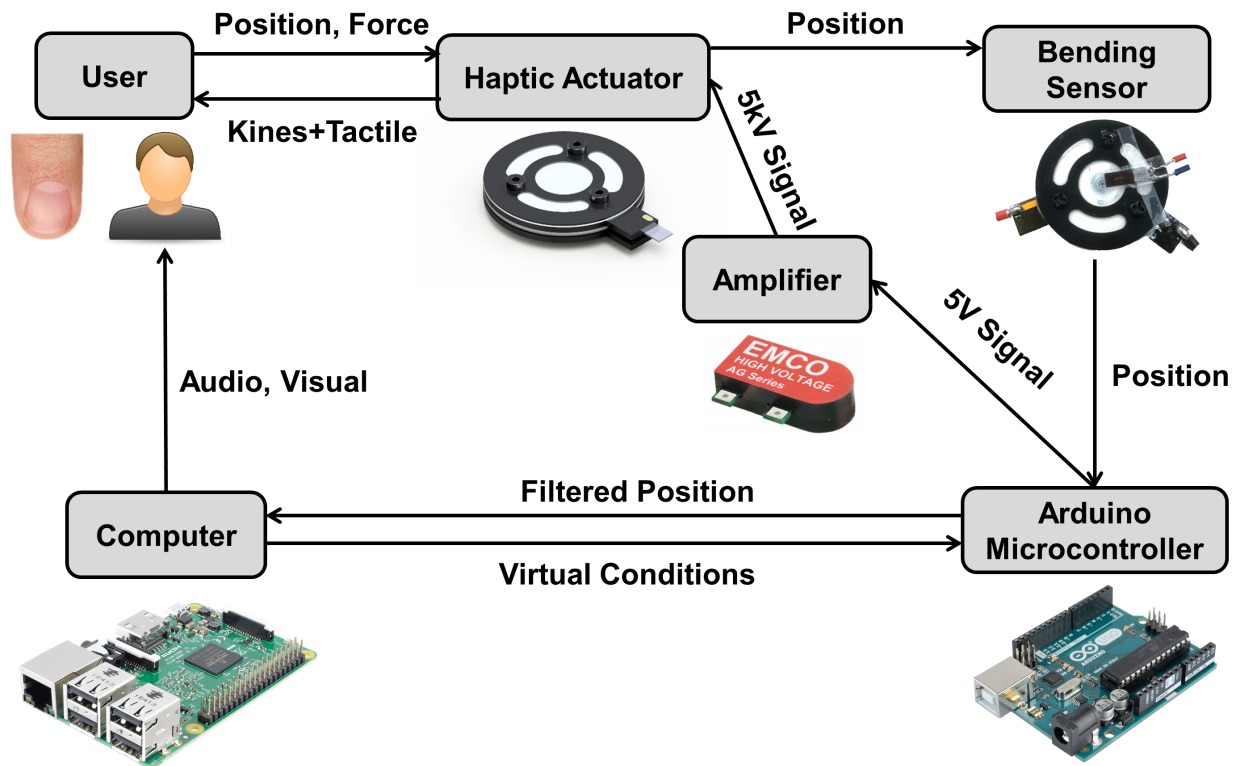 Position, Force
Position
User
Haptic Actuator
Bending
Sensor
Kines+Tactile
5kV Signal
Amplifier
5V Signal
EMCO
HIGH VOLTAGE
AG Series
Audio, Visual
Position
Filtered Position
Computer
Arduino
Microcontroller
Virtual Conditions
ARDUINO